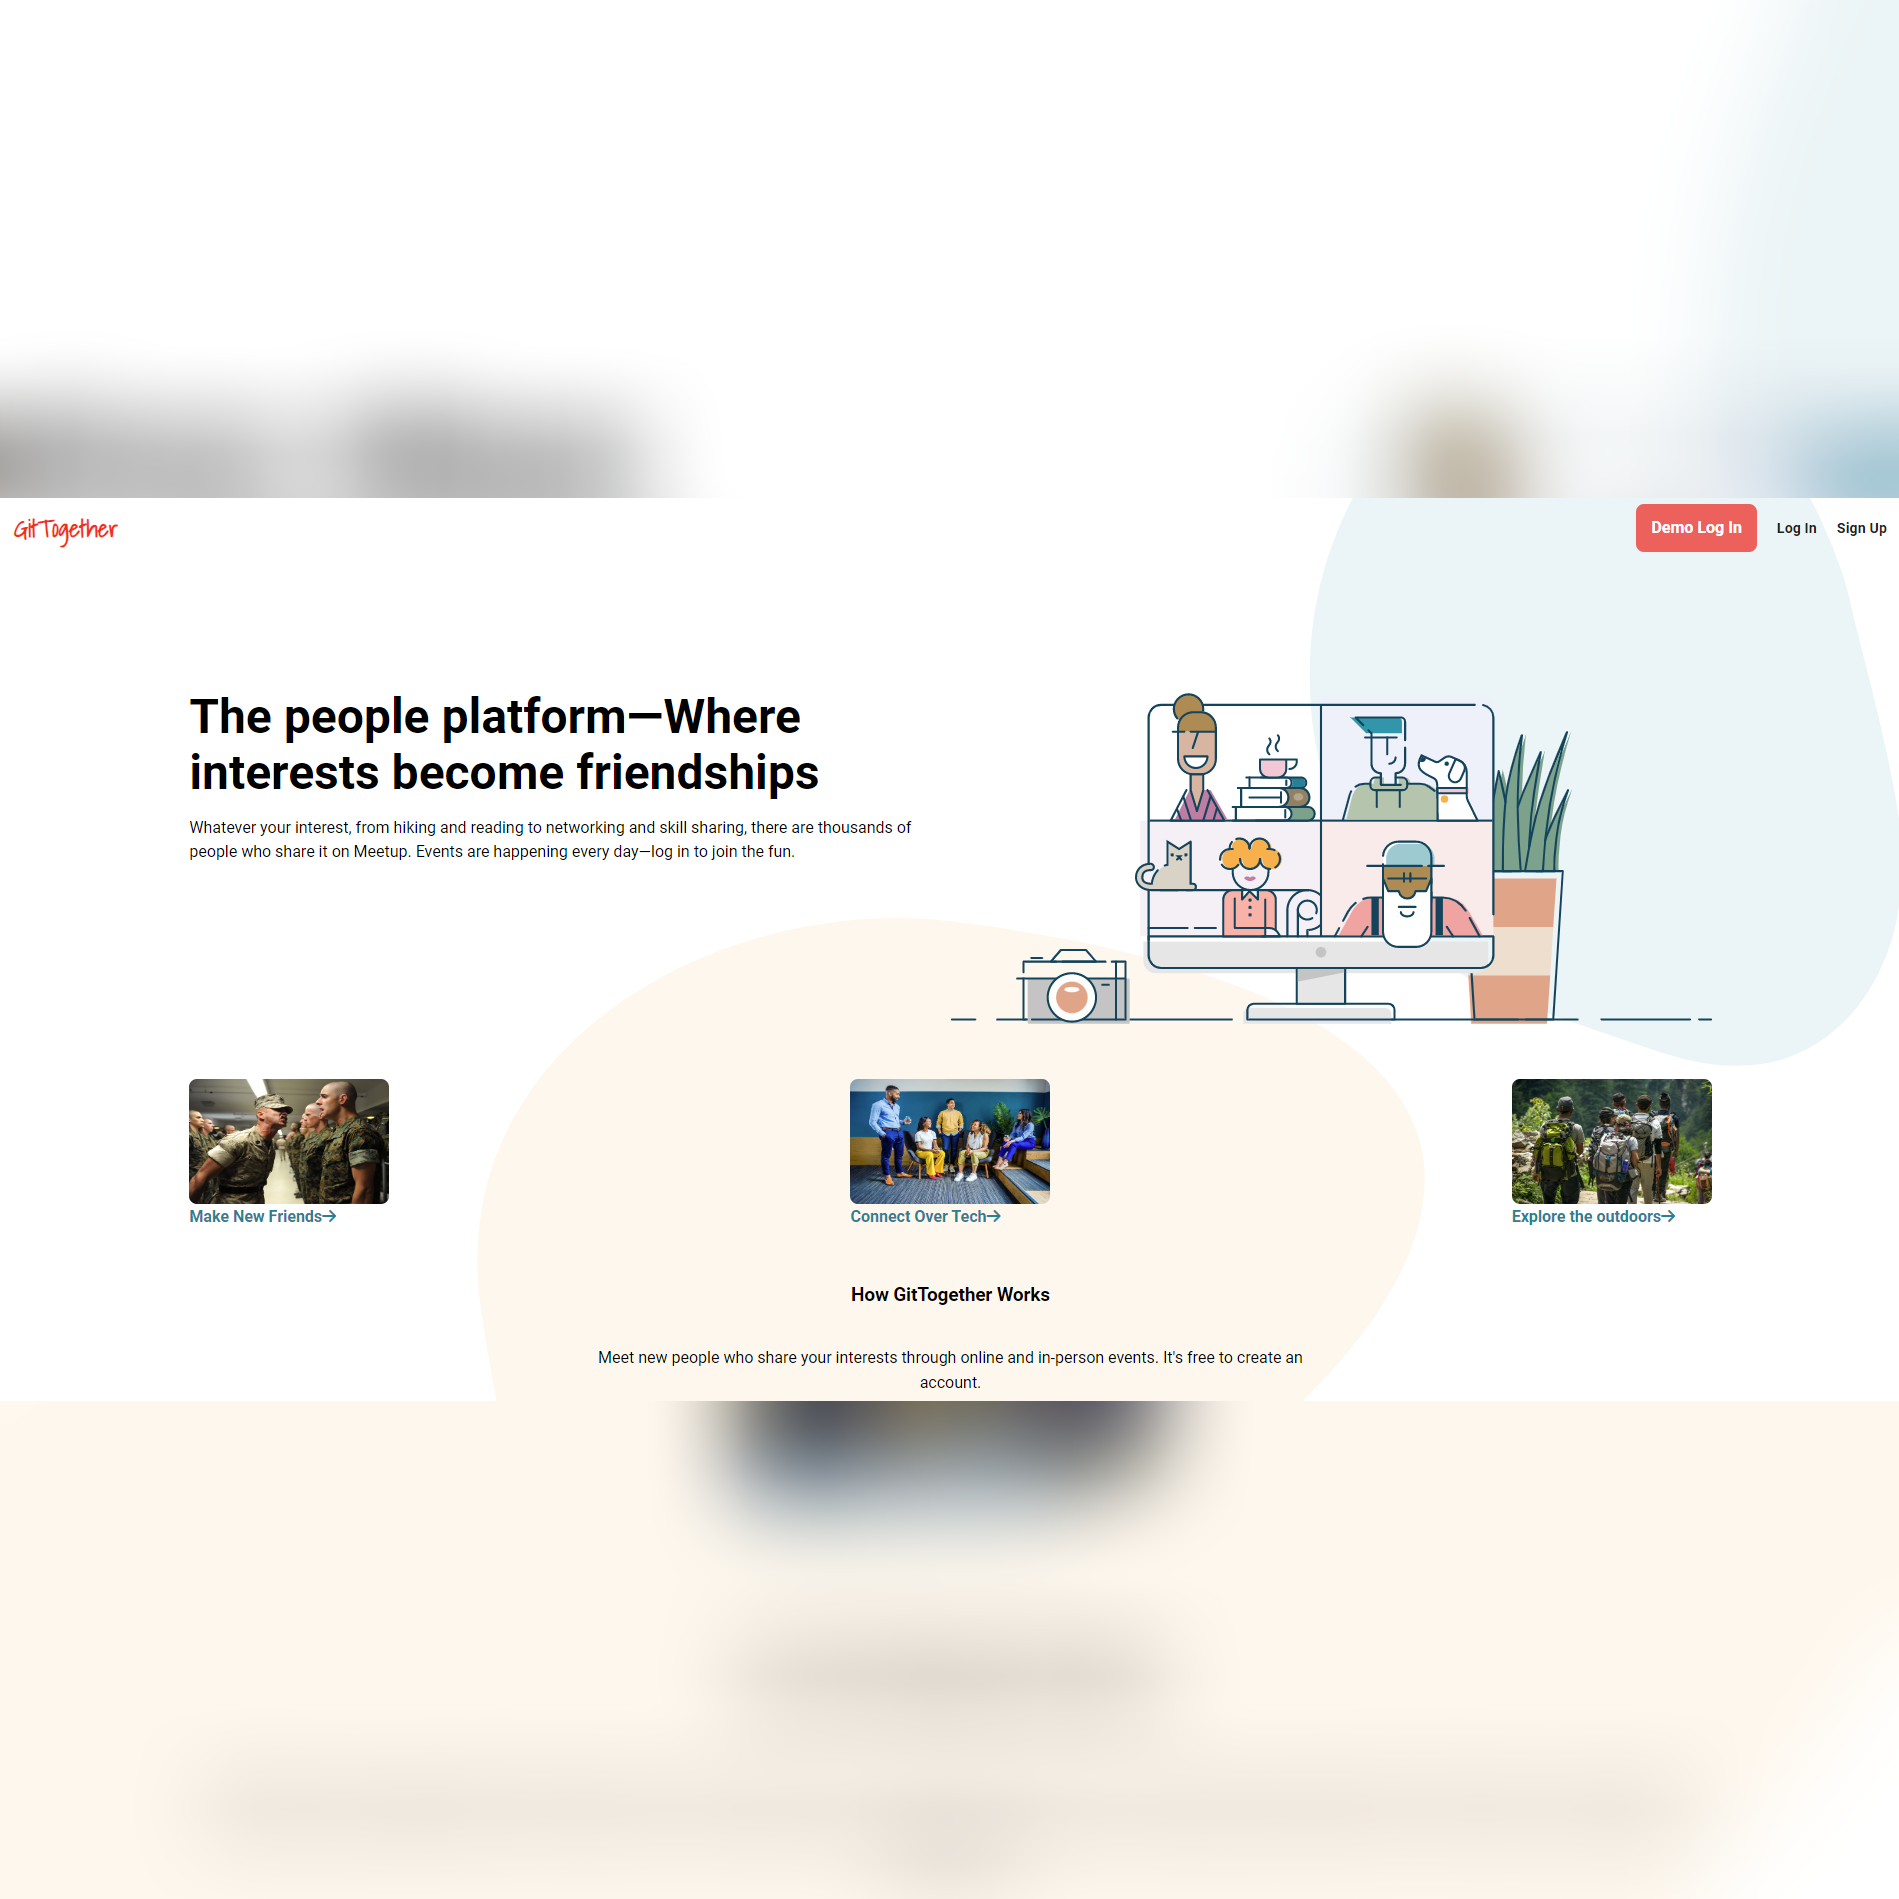 GitTogether
Demo Log In
Log In
Sign Up
The people platform—Where
interests become friendships
Whatever your interest, from hiking and reading to networking and skill sharing, there are thousands of
people who share it on Meetup. Events are happening every day—log in to join the fun.
Make New Friends→
Connect Over Tech→
Explore the outdoors→
How GitTogether Works
Meet new people who share your interests through online and in-person events. It's free to create an
account.